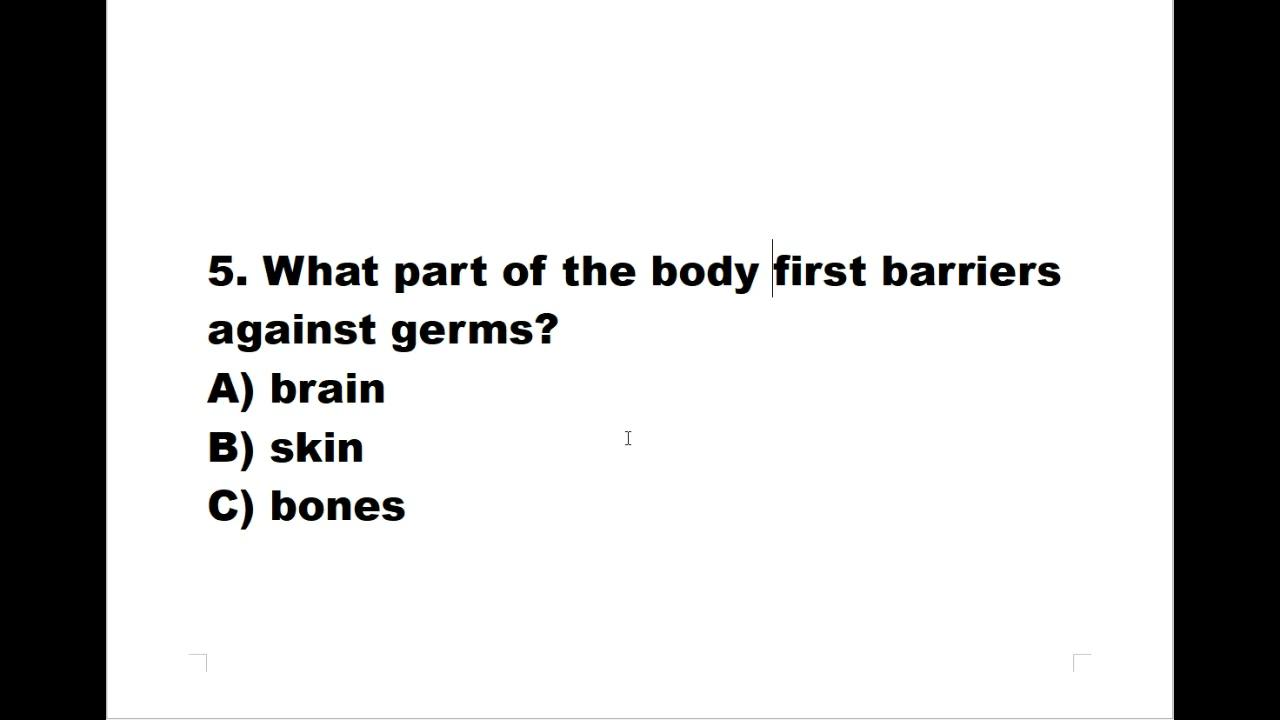 5. What part of the body first barriers
against germs?
A) brain
B) skin
C) bones